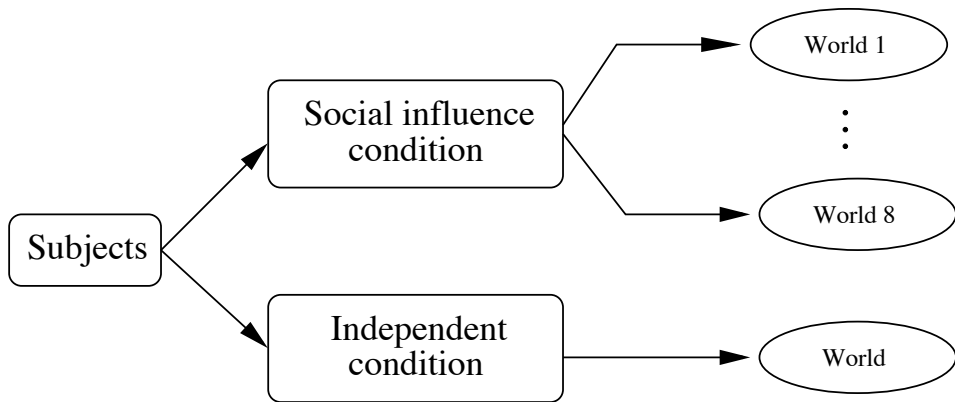 World 1
Social influence
condition
World 8
Subjects
Independent
condition
World